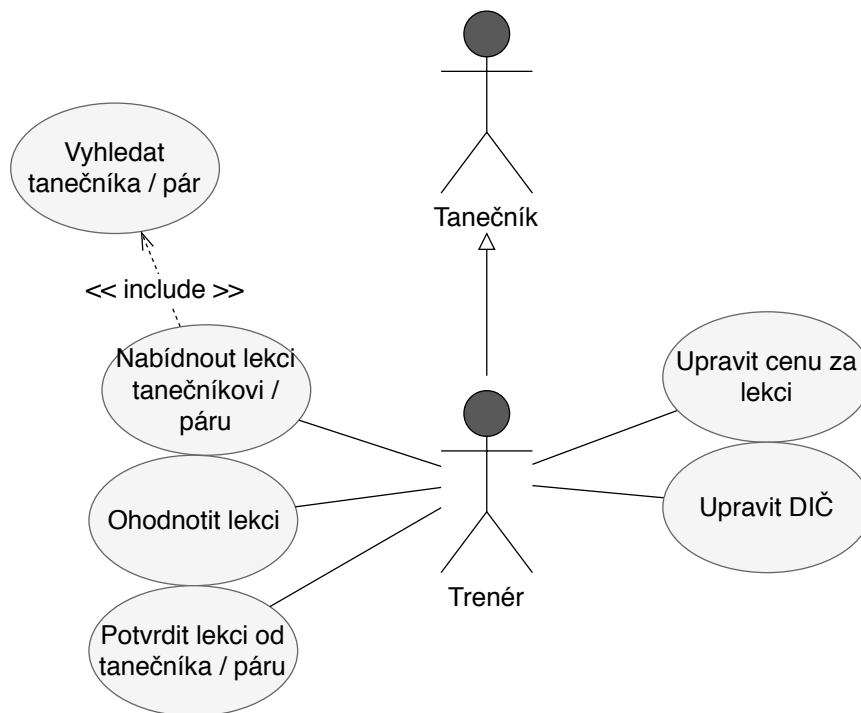 Vyhledat
tanečníka / pár
Tanečník
<< include >>
Nabídnout lekci
tanečníkovi /
páru
Upravit cenu za
lekci
Ohodnotit lekci
Upravit DIČ
Trenér
Potvrdit lekci od
tanečníka / páru